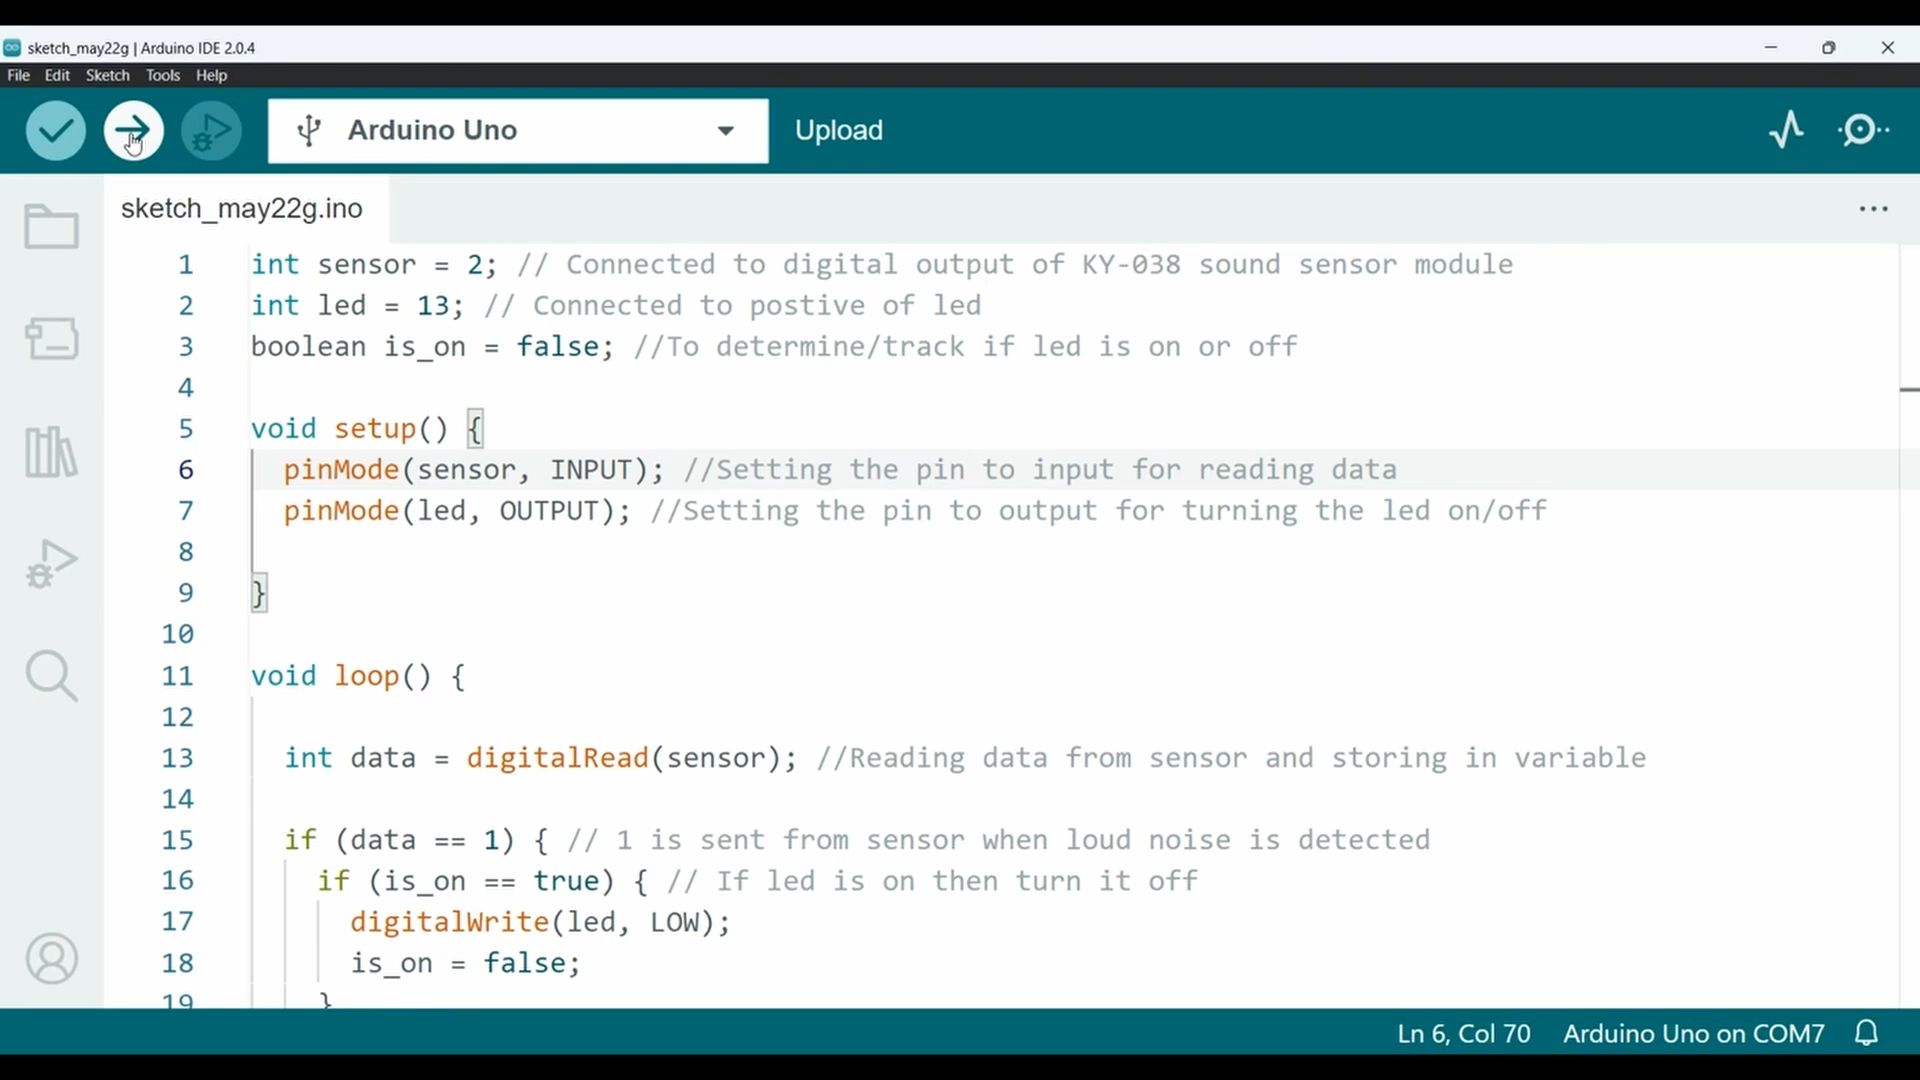 sketch_may22g | Arduino IDE 2.0.4
File Edit Sketch Tools Help
Arduino Uno
Upload
sketch_may22g.ino
1 int sensor = 2; // Connected to digital output of KY-038 sound sensor module
2 int led = 13; // Connected to postive of led
3 boolean is_on = false; //To determine/track if led is on or off
4
5 void setup() {
6 pinMode(sensor, INPUT); //Setting the pin to input for reading data
7 pinMode(led, OUTPUT); //Setting the pin to output for turning the led on/off
8
9 }
10
11 void loop() {
12
13 int data = digitalRead(sensor); //Reading data from sensor and storing in variable
14
15 if (data == 1) { // 1 is sent from sensor when loud noise is detected
16 if (is_on == true) { // If led is on then turn it off
17 digitalWrite(led, LOW);
18 is_on = false;
19 }
Ln 6, Col 70 Arduino Uno on COM7